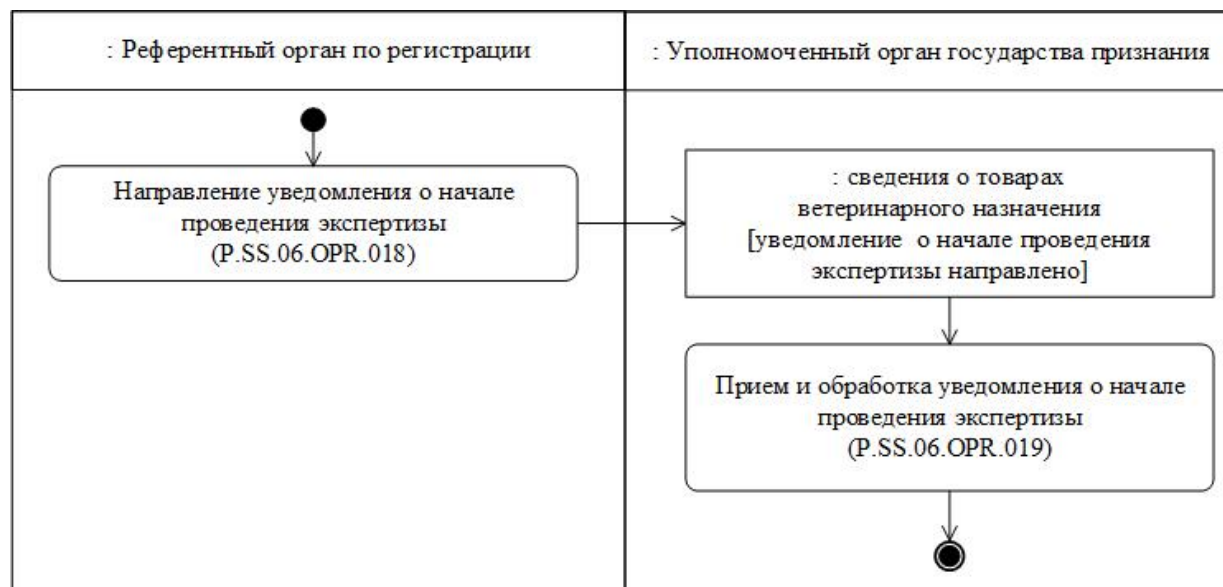 : Референтный орган по регистрации
: Уполномоченный орган государства признания
Направление уведомления о начале
проведения экспертизы
(P.SS.06.OPR.018)
: сведения о товарах
ветеринарного назначения
[уведомление о начале проведения
экспертизы направлено]
Прием и обработка уведомления о начале
проведения экспертизы
(P.SS.06.OPR.019)